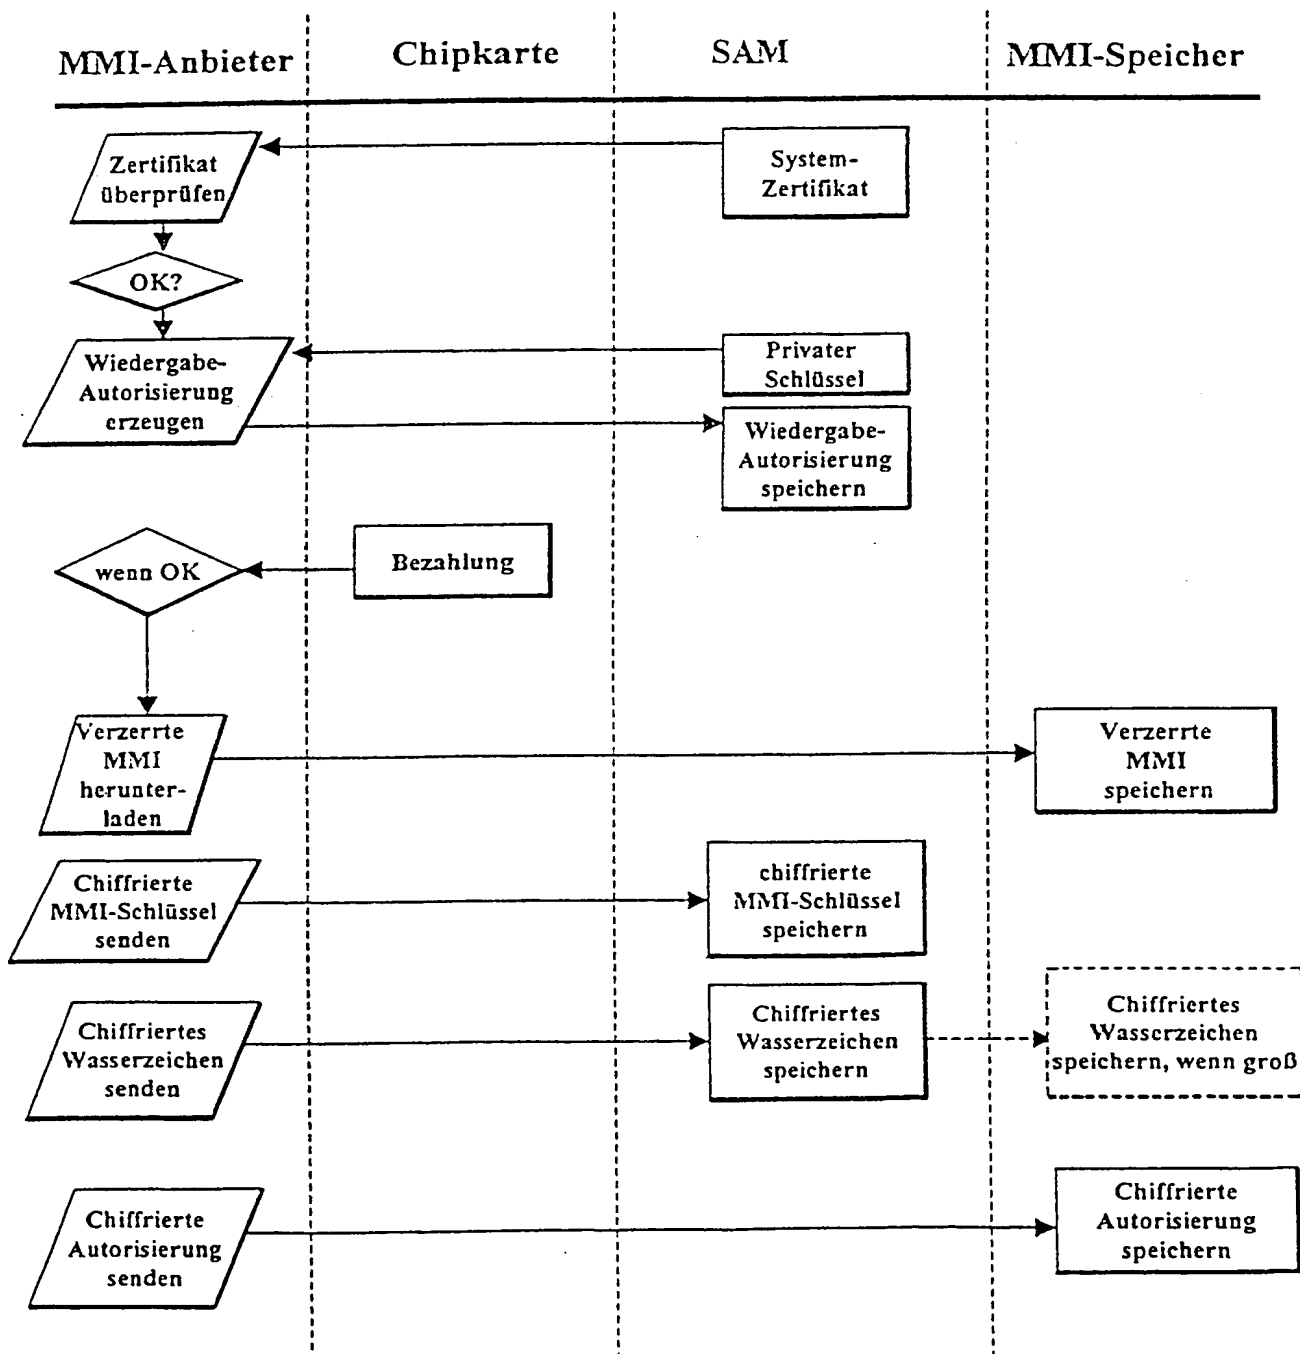 MMI-Anbieter
Chipkarte
SAM
MMI-Speicher
Zertifikat
überprüfen
System-
Zertifikat
OK?
Wiedergabe-
Autorisierung
erzeugen
Privater
Schlüssel
Wiedergabe-
Autorisierung
speichern
wenn OK
Bezahlung
Verzerrte
MMI
herunter-
laden
Verzerrte
MMI
speichern
Chiffrierte
MMI-Schlüssel
senden
chiffrierte
MMI-Schlüssel
speichern
Chiffriertes
Wasserzeichen
senden
Chiffriertes
Wasserzeichen
speichern
Chiffriertes
Wasserzeichen
speichern, wenn groß
Chiffrierte
Autorisierung
senden
Chiffrierte
Autorisierung
speichern